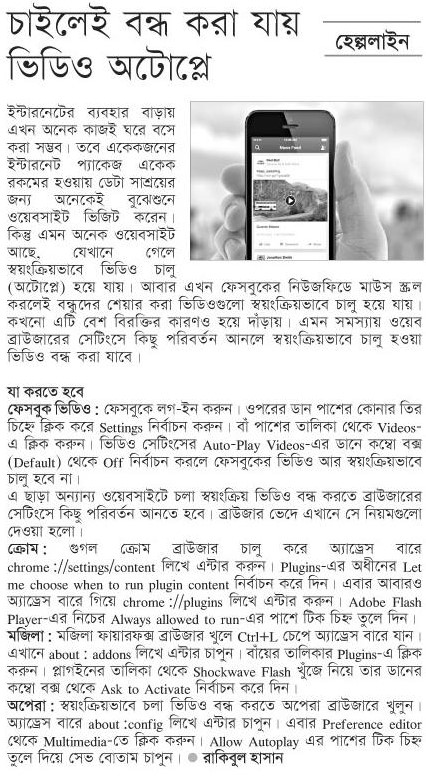 চাইলেই বন্ধ করা যায়
ভিডিও অটোপ্লে
হেল্পলাইন
ইন্টারনেটের ব্যবহার বাড়ায়
এখন অনেক কাজই ঘরে বসে
করা সম্ভব। তবে একেকজনের
ইন্টারনেট প্যাকেজ একেক
রকমের হওয়ায় ডেটা সাশ্রয়ের
জন্য অনেকেই বুঝেশুনে
ওয়েবসাইট ভিজিট করেন।
কিন্তু এমন অনেক ওয়েবসাইট
আছে, যেখানে গেলে
স্বয়ংক্রিয়ভাবে ভিডিও চালু
(অটোপ্লে) হয়ে যায়। আবার এখন ফেসবুকের নিউজফিডে মাউস স্ক্রল
করলেই বন্ধুদের শেয়ার করা ভিডিওগুলো স্বয়ংক্রিয়ভাবে চালু হয়ে যায়।
কখনো এটি বেশ বিরক্তির কারণও হয়ে দাঁড়ায়। এমন সমস্যায় ওয়েব
ব্রাউজারের সেটিংসে কিছু পরিবর্তন আনলে স্বয়ংক্রিয়ভাবে চালু হওয়া
ভিডিও বন্ধ করা যাবে।
যা করতে হবে
ফেসবুক ভিডিও : ফেসবুকে লগ-ইন করুন। ওপরের ডান পাশের কোনার তির
চিহ্নে ক্লিক করে Settings নির্বাচন করুন। বাঁ পাশের তালিকা থেকে Videos-
এ ক্লিক করুন। ভিডিও সেটিংসের Auto-Play Videos-এর ডানে কম্বো বক্স
(Default) থেকে Off নির্বাচন করলে ফেসবুকের ভিডিও আর স্বয়ংক্রিয়ভাবে
চালু হবে না।
এ ছাড়া অন্যান্য ওয়েবসাইটে চলা স্বয়ংক্রিয় ভিডিও বন্ধ করতে ব্রাউজারের
সেটিংসে কিছু পরিবর্তন আনতে হবে। ব্রাউজার ভেদে এখানে সে নিয়মগুলো
দেওয়া হলো।
ক্রোম : গুগল ক্রোম ব্রাউজার চালু করে অ্যাড্রেস বারে
chrome ://settings/content লিখে এন্টার করুন। Plugins-এর অধীনের Let
me choose when to run plugin content নির্বাচন করে দিন। এবার আবারও
অ্যাড্রেস বারে গিয়ে chrome ://plugins লিখে এন্টার করুন। Adobe Flash
Player-এর নিচের Always allowed to run-এর পাশে টিক চিহ্ন তুলে দিন।
মজিলা : মজিলা ফায়ারফক্স ব্রাউজার খুলে Ctrl+L চেপে অ্যাড্রেস বারে যান।
এখানে about : addons লিখে এন্টার চাপুন। বাঁয়ের তালিকার Plugins-এ ক্লিক
করুন। প্লাগইনের তালিকা থেকে Shockwave Flash খুঁজে নিয়ে তার ডানের
কম্বো বক্স থেকে Ask to Activate নির্বাচন করে দিন।
অপেরা : স্বয়ংক্রিয়ভাবে চলা ভিডিও বন্ধ করতে অপেরা ব্রাউজারে খুলুন।
অ্যাড্রেস বারে about :config লিখে এন্টার চাপুন। এবার Preference editor
থেকে Multimedia-তে ক্লিক করুন। Allow Autoplay এর পাশের টিক চিহ্ন
তুলে দিয়ে সেভ বোতাম চাপুন। ● রাকিবুল হাসান
News Feed